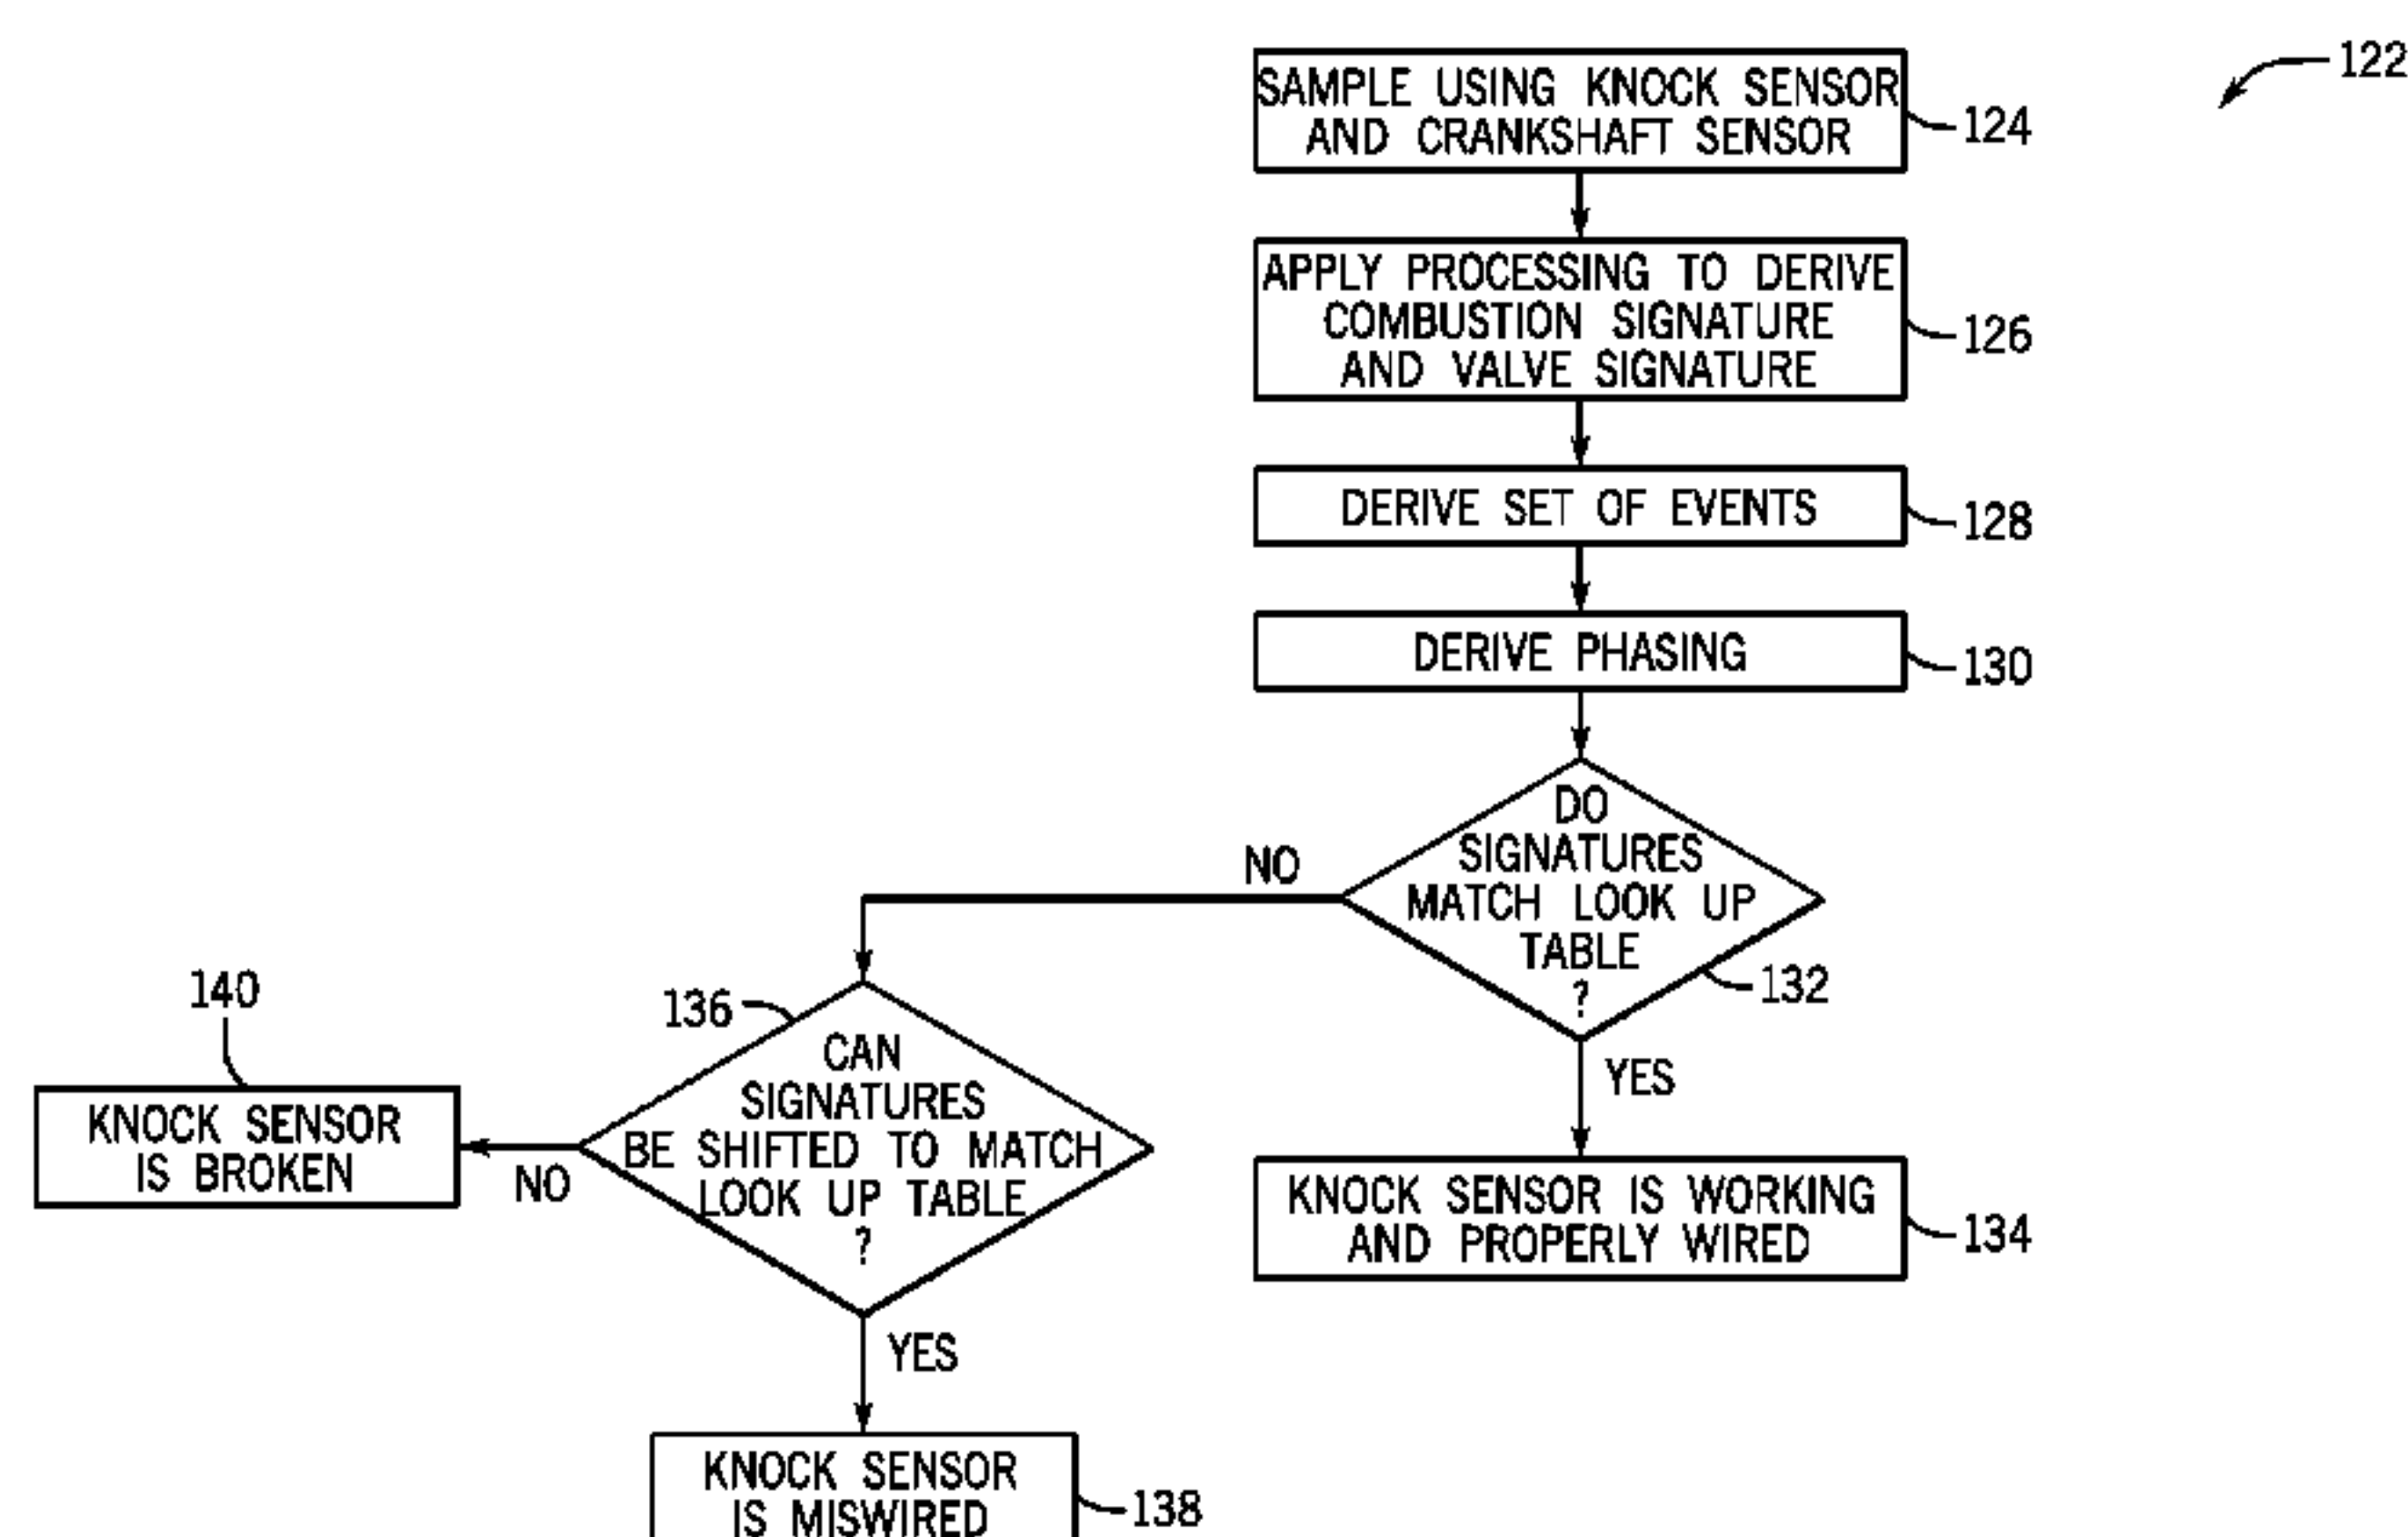 122
SAMPLE USING KNOCK SENSOR
AND CRANKSHAFT SENSOR
124
APPLY PROCESSING TO DERIVE
COMBUSTION SIGNATURE
AND VALVE SIGNATURE
126
DERIVE SET OF EVENTS
128
DERIVE PHASING
130
DO
SIGNATURES
MATCH LOOK UP
TABLE
?
132
NO
YES
KNOCK SENSOR IS WORKING
AND PROPERLY WIRED
134
136
CAN
SIGNATURES
BE SHIFTED TO MATCH
LOOK UP TABLE
?
NO
140
KNOCK SENSOR
IS BROKEN
YES
KNOCK SENSOR
IS MISWIRED
138